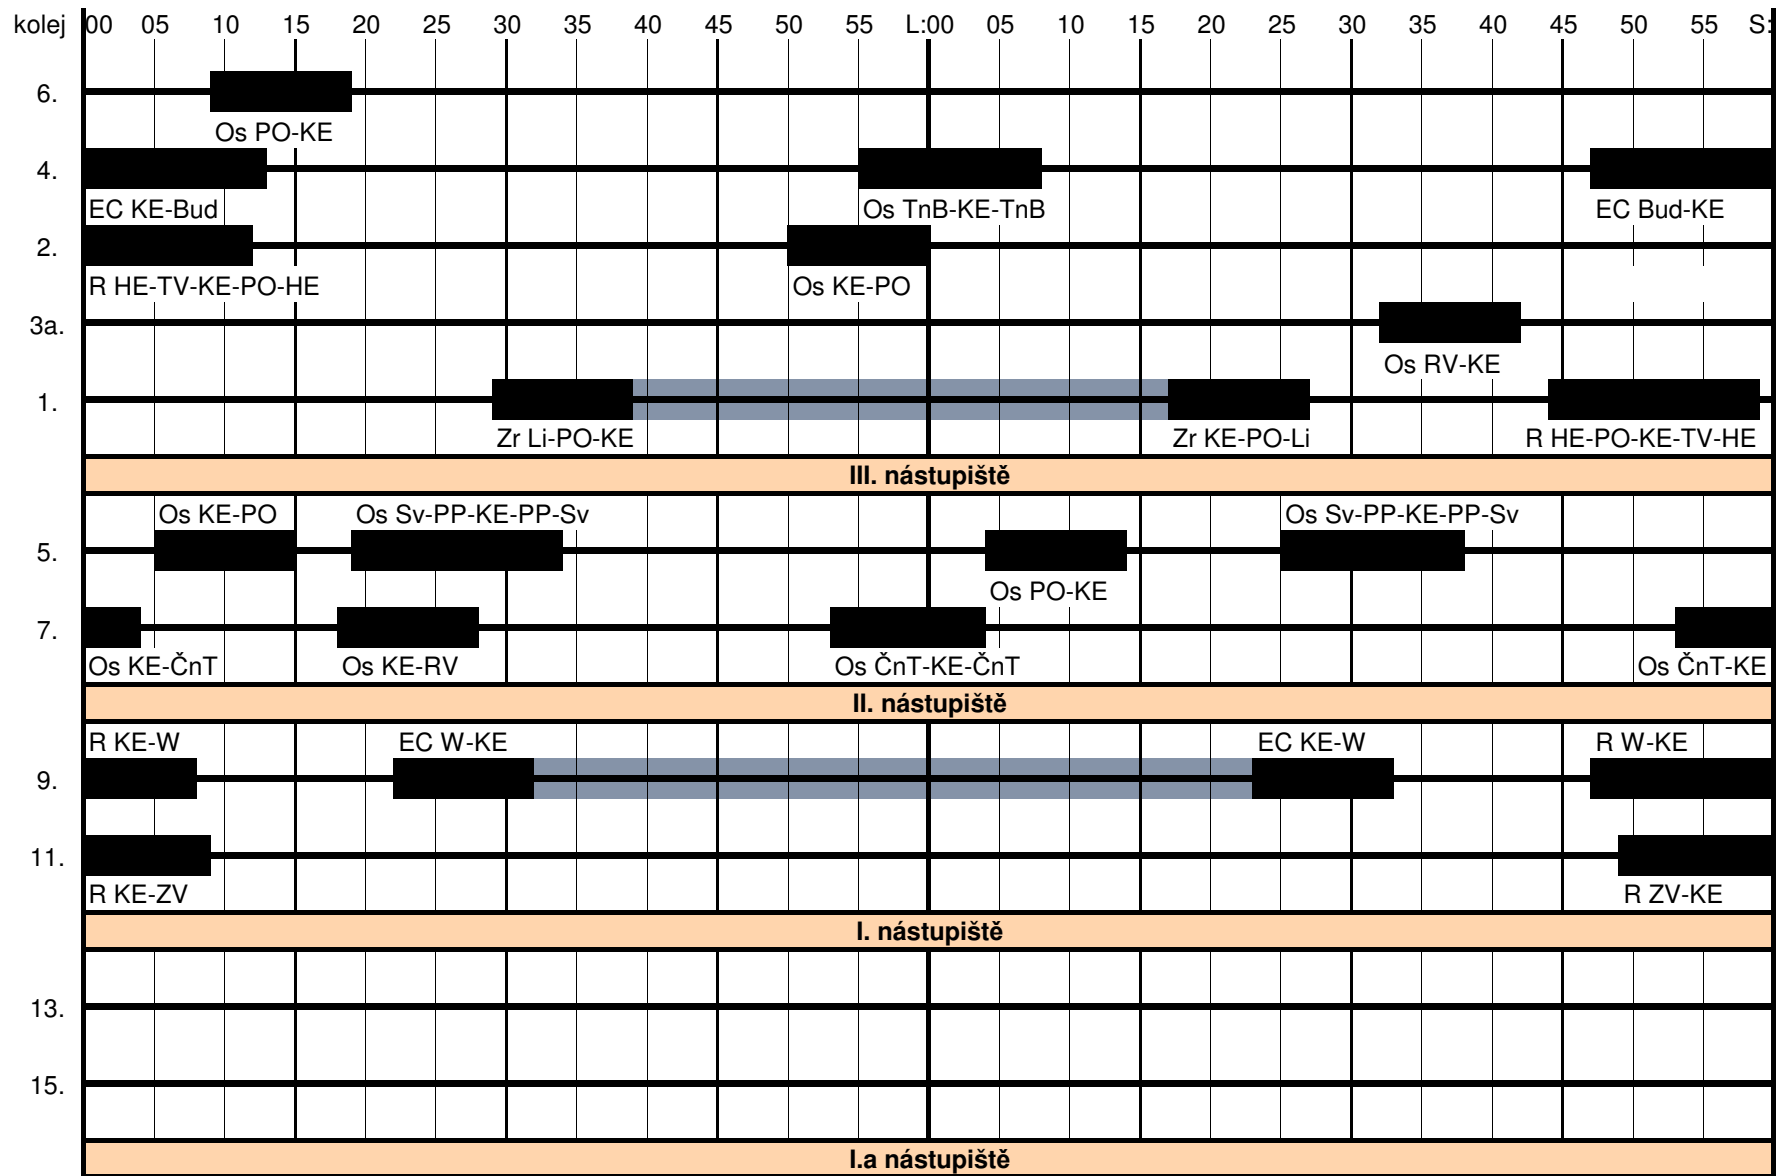 kolej 00 05 10 15 20 25 30 35 40 45 50 55 L:00 05 10 15 20 25 30 35 40 45 50 55 S:
6.
Os PO-KE
4.
EC KE-Bud Os TnB-KE-TnB EC Bud-KE
2.
R HE-TV-KE-PO-HE Os KE-PO
3a.
Os RV-KE
1.
Zr Li-PO-KE Zr KE-PO-Li R HE-PO-KE-TV-HE
III. nástupiště
Os KE-PO Os Sv-PP-KE-PP-Sv Os Sv-PP-KE-PP-Sv
5.
Os PO-KE
7.
Os KE-ČnT Os KE-RV Os ČnT-KE-ČnT Os ČnT-KE
II. nástupiště
R KE-W EC W-KE EC KE-W R W-KE
9.
11.
R KE-ZV R ZV-KE
I. nástupiště
13.
15.
I.a nástupiště